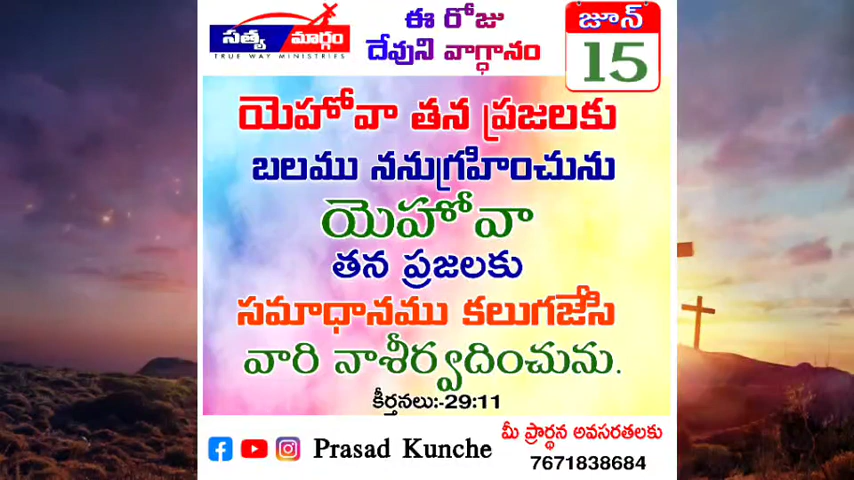 సత్య మార్గం
TRUE WAY MINISTRIES
ఈ రోజు
దేవుని వాగ్ధానం
జూన్
15
యెహోవా తన ప్రజలకు
బలము ననుగ్రహించును
యెహోవా
తన ప్రజలకు
సమాధానము కలుగజేసి
వారి నాశీర్వదించును.
కీర్తనలు:-29:11
Prasad Kunche
మీ ప్రార్థన అవసరతలకు
7671838684